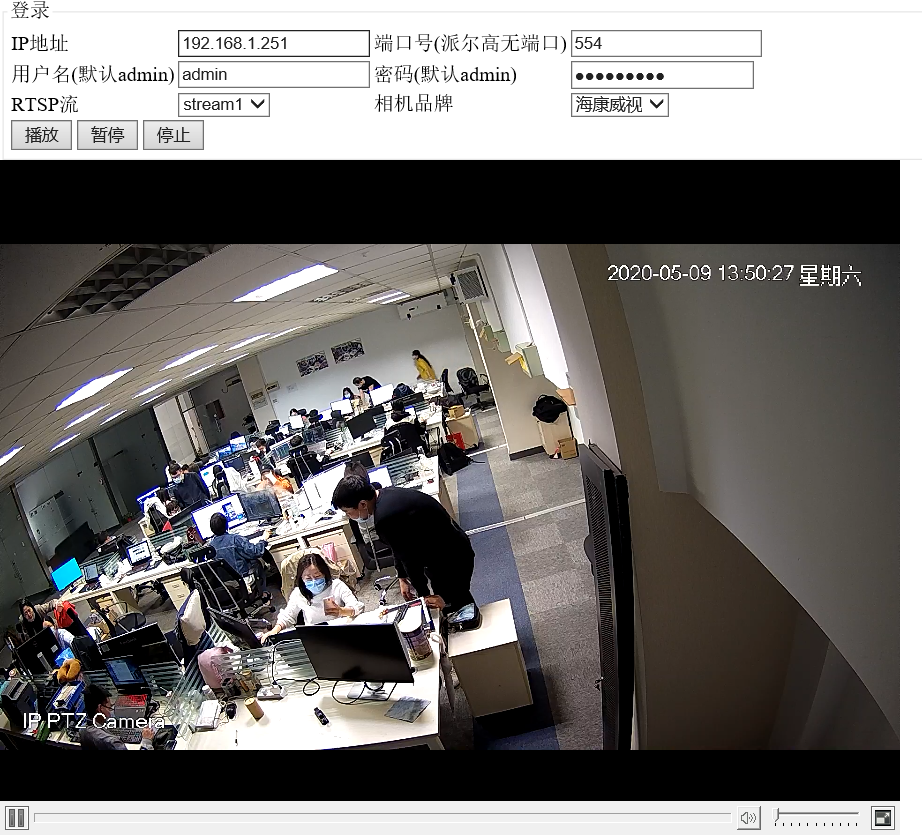 登录
IP地址 192.168.1.251 端口号(派尔高无端口) 554
用户名(默认admin) admin 密码(默认admin) ●●●●●●●●●
RTSP流 stream1 相机品牌 海康威视
播放 暂停 停止
2020-05-09 13:50:27 星期六
IP PTZ Camera